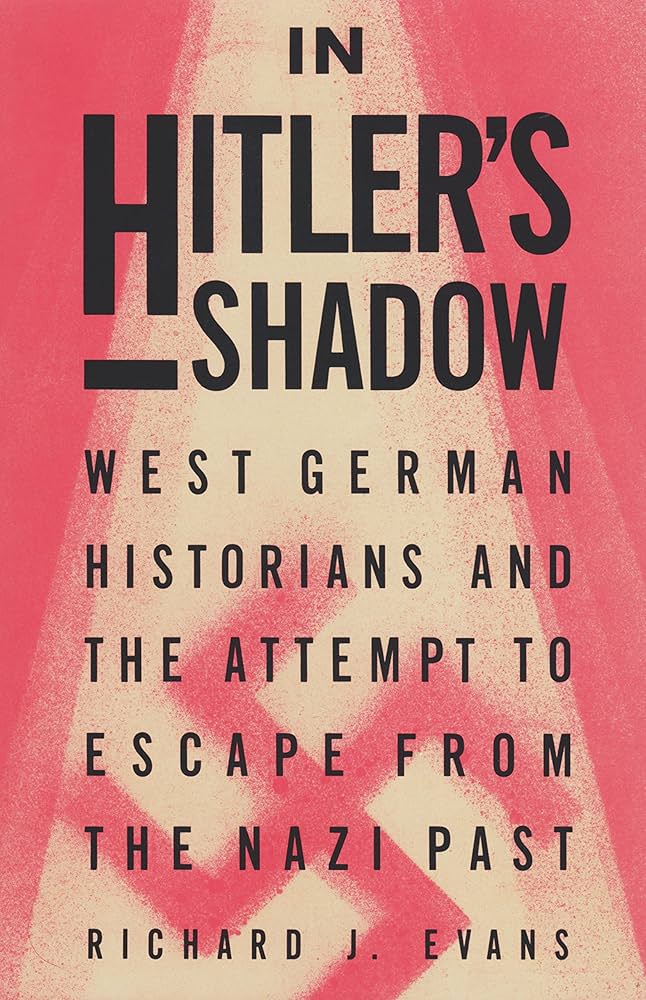 IN
HITLER'S
SHADOW
WEST GERMAN
HISTORIANS AND
THE ATTEMPT TO
ESCAPE FROM
THE NAZI PAST
RICHARD J. EVANS